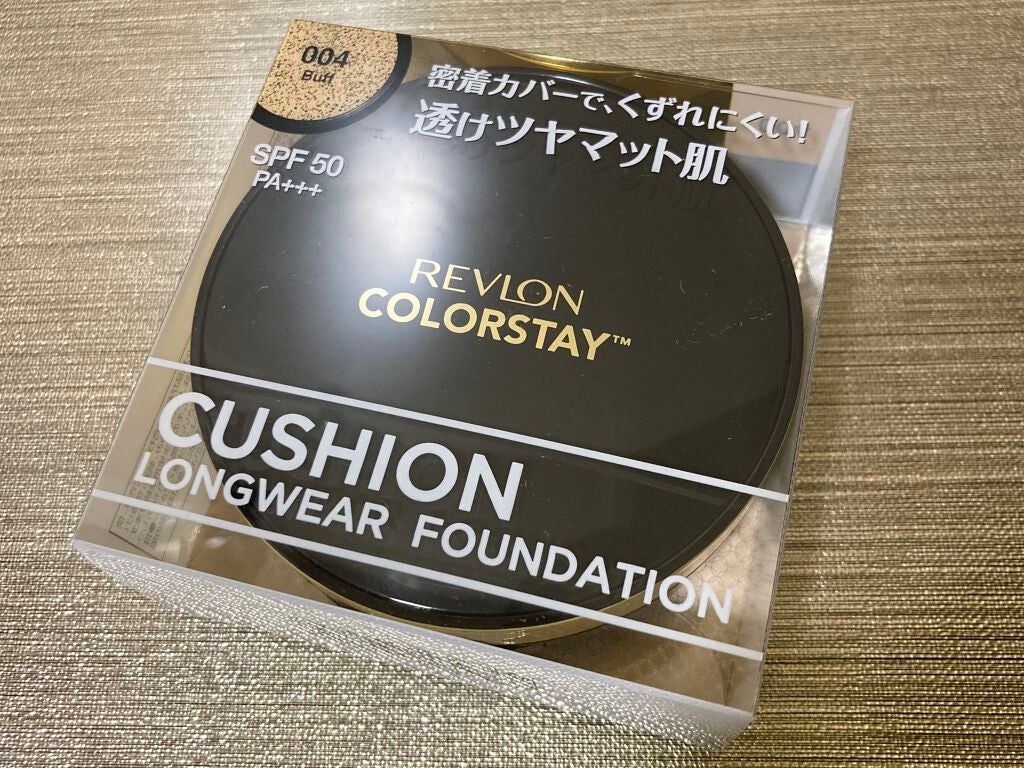 004
Buff
密着カバーで、くずれにくい!
透けツヤマット肌
SPF 50
PA+++
REVLON
COLORSTAY™
CUSHION
LONGWEAR FOUNDATION